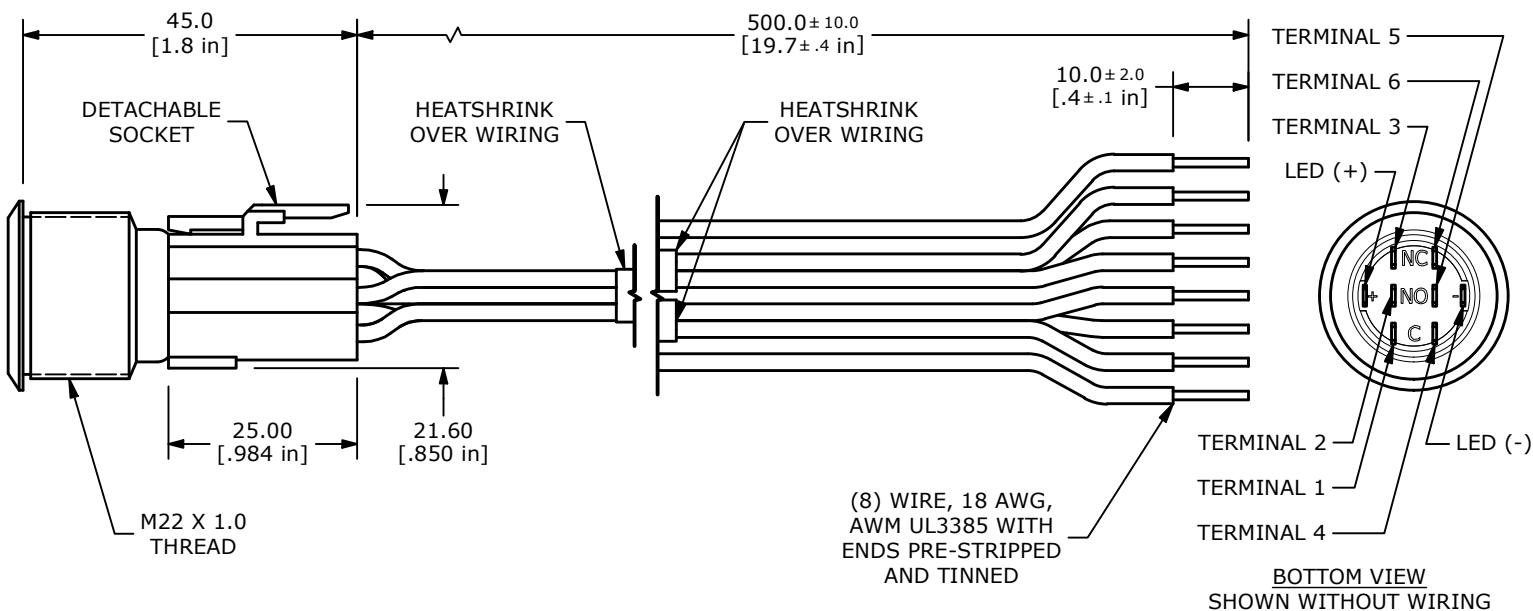 45.0
[1.8 in]
500.0± 10.0
[19.7± .4 in]
10.0± 2.0
[.4± .1 in]
DETACHABLE
SOCKET
HEATSHRINK
OVER WIRING
HEATSHRINK
OVER WIRING
TERMINAL 5
TERMINAL 6
TERMINAL 3
LED (+)
NC
+
NO
-
C
25.00
[.984 in]
21.60
[.850 in]
M22 X 1.0
THREAD
(8) WIRE, 18 AWG,
AWM UL3385 WITH
ENDS PRE-STRIPPED
AND TINNED
TERMINAL 2
LED (-)
TERMINAL 1
TERMINAL 4
BOTTOM VIEW
SHOWN WITHOUT WIRING